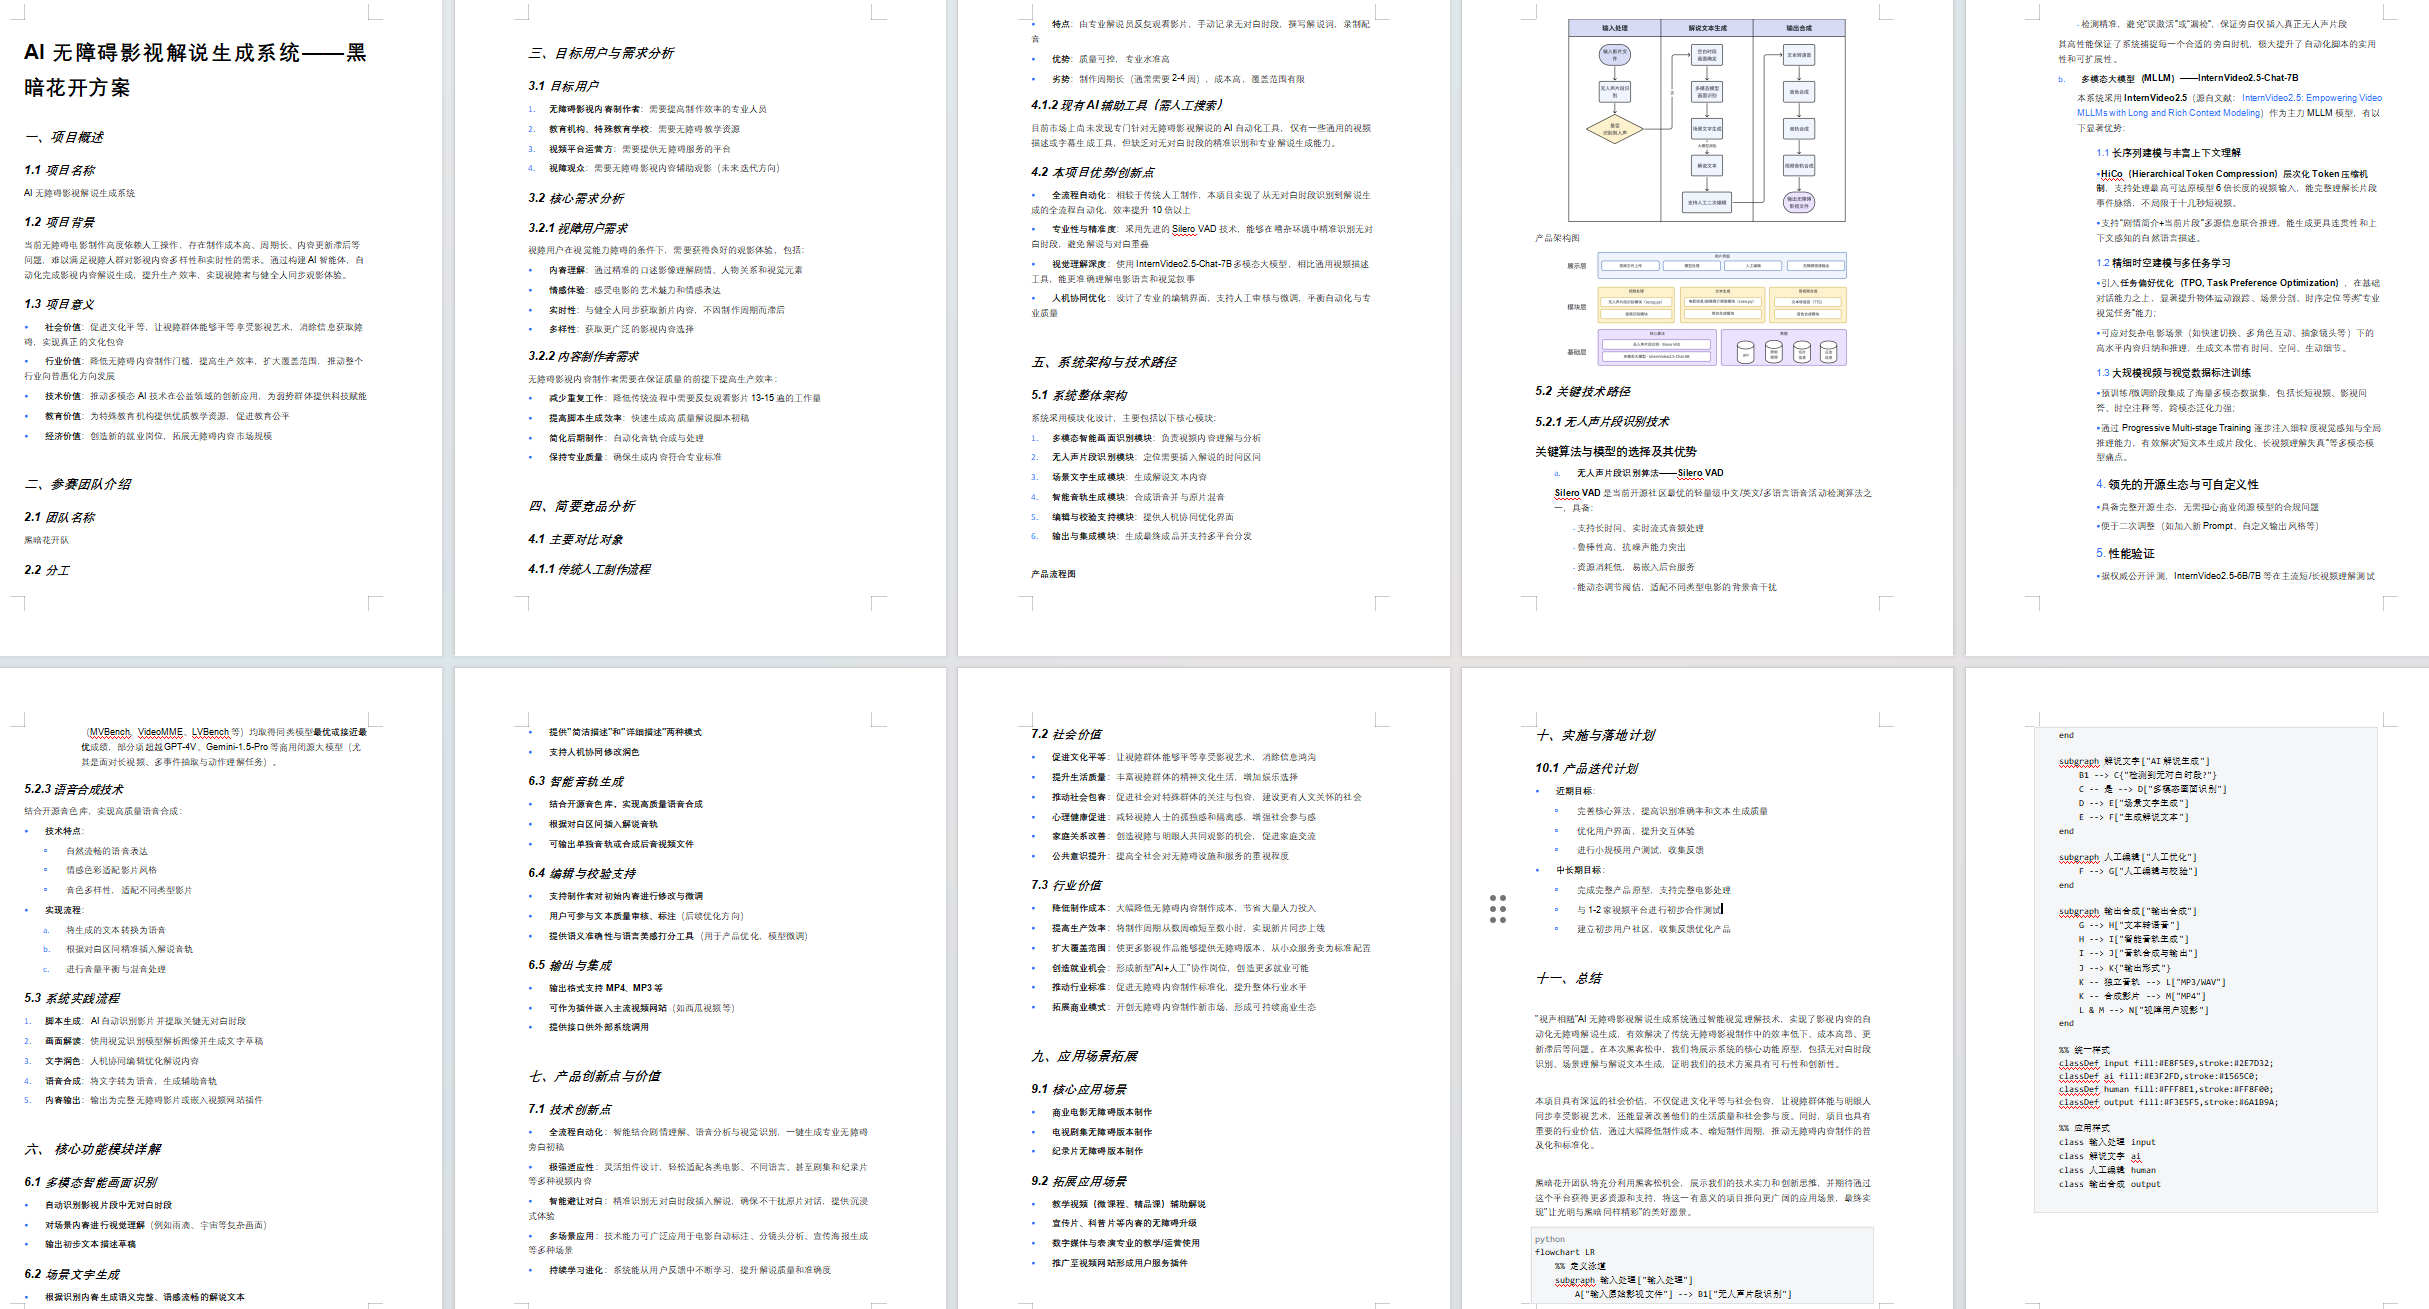 AI 无障碍影视解说生成系统——黑
暗花开方案
一、项目概述
1.1 项目名称
AI 无障碍影视解说生成系统
1.2 项目背景
当前无障碍电影制作高度依赖人工操作，存在制作成本高、周期长、内容更新滞后等
问题，难以满足视障人群对影视内容多样性和实时性的需求。通过构建 AI 智能体，自
动化完成影视内容解说生成，提升生产效率，实现视障者与健全人同步观影体验。
1.3 项目意义
• 社会价值：促进文化平等，让视障群体能够平等享受影视艺术，消除信息获取障
碍，实现真正的文化包容
• 行业价值：降低无障碍内容制作门槛，提高生产效率，扩大覆盖范围，推动整个
行业向普惠化方向发展
• 技术价值：推动多模态 AI 技术在公益领域的创新应用，为弱势群体提供科技赋能
• 教育价值：为特殊教育机构提供优质教学资源，促进教育公平
• 经济价值：创造新的就业岗位，拓展无障碍内容市场规模
二、参赛团队介绍
2.1 团队名称
黑暗花开队
2.2 分工
三、目标用户与需求分析
3.1 目标用户
1. 无障碍影视内容制作者：需要提高制作效率的专业人员
2. 教育机构、特殊教育学校：需要无障碍教学资源
3. 视频平台运营方：需要提供无障碍服务的平台
4. 视障观众：需要无障碍影视内容辅助观影（未来迭代方向）
3.2 核心需求分析
3.2.1 视障用户需求
视障用户在视觉能力障碍的条件下，需要获得良好的观影体验，包括：
• 内容理解：通过精准的口述影像理解剧情、人物关系和视觉元素
• 情感体验：感受电影的艺术魅力和情感表达
• 实时性：与健全人同步获取新片内容，不因制作周期而滞后
• 多样性：获取更广泛的影视内容选择
3.2.2 内容制作者需求
无障碍影视内容制作者需要在保证质量的前提下提高生产效率：
• 减少重复工作：降低传统流程中需要反复观看影片 13-15 遍的工作量
• 提高脚本生成效率：快速生成高质量解说脚本初稿
• 简化后期制作：自动化音轨合成与处理
• 保持专业质量：确保生成内容符合专业标准
四、简要竞品分析
4.1 主要对比对象
4.1.1 传统人工制作流程
• 特点：由专业解说员反复观看影片，手动记录无对白时段，撰写解说词，录制配
音
• 优势：质量可控，专业水准高
• 劣势：制作周期长（通常需要 2-4 周），成本高，覆盖范围有限
4.1.2 现有 AI 辅助工具（需人工搜索）
目前市场上尚未发现专门针对无障碍影视解说的 AI 自动化工具，仅有一些通用的视频
描述或字幕生成工具，但缺乏对无对白时段的精准识别和专业解说生成能力。
4.2 本项目优势/创新点
• 全流程自动化：相较于传统人工制作，本项目实现了从无对白时段识别到解说生
成的全流程自动化，效率提升 10 倍以上
• 专业性与精准度：采用先进的 Silero VAD 技术，能够在嘈杂环境中精准识别无对
白时段，避免解说与对白重叠
• 视觉理解深度：使用 InternVideo2.5-Chat-7B 多模态大模型，相比通用视频描述
工具，能更准确理解电影语言和视觉叙事
• 人机协同优化：设计了专业的编辑界面，支持人工审核与微调，平衡自动化与专
业质量
五、系统架构与技术路径
5.1 系统整体架构
系统采用模块化设计，主要包括以下核心模块：
1. 多模态智能画面识别模块：负责视频内容理解与分析
2. 无人声片段识别模块：定位需要插入解说的时间区间
3. 场景文字生成模块：生成解说文本内容
4. 智能音轨生成模块：合成语音并与原片混音
5. 编辑与校验支持模块：提供人机协同优化界面
6. 输出与集成模块：生成最终成品并支持多平台分发
产品流程图
输入处理
解说文本生成
输出合成
输入影片文件
无人声片段识别
是否识别到人声
空白时段画面确定
多模态模型画面识别
场景文字生成
解说文本
支持人工二次编辑
文本转语音
音色合成
音轨合成
视频音轨合成
输出无障碍影视文件
产品架构图
展示层
用户界面
人工编辑
模块层
文本生成
基础层
核心算法
无人声片段识别 - Silero VAD
API
5.2 关键技术路径
5.2.1 无人声片段识别技术
关键算法与模型的选择及其优势
a. 无人声片段识别算法——Silero VAD
Silero VAD 是当前开源社区最优的轻量级中文/英文/多语言语音活动检测算法之
一，具备：
· 支持长时间、实时流式音频处理
· 鲁棒性高，抗噪声能力突出
· 资源消耗低，易嵌入后台服务
· 能动态调节阈值，适配不同类型电影的背景音干扰
· 检测精准，避免“误激活”或“漏检”，保证旁白仅插入真正无人声片段
其高性能保证了系统捕捉每一个合适的旁白时机，极大提升了自动化脚本的实用
性和可扩展性。
b. 多模态大模型（MLLM）——InternVideo2.5-Chat-7B
本系统采用 InternVideo2.5（源自文献：InternVideo2.5: Empowering Video
MLLMs with Long and Rich Context Modeling）作为主力 MLLM 模型，有以
下显著优势：
1.1 长序列建模与丰富上下文理解
•HiCo（Hierarchical Token Compression）层次化 Token 压缩机
制，支持处理最高可达原模型 6 倍长度的视频输入，能完整理解长片段
事件脉络，不局限于十几秒短视频。
•支持“剧情简介+当前片段”多源信息联合推理，能生成更具连贯性和上
下文感知的自然语言描述。
1.2 精细时空建模与多任务学习
•引入任务偏好优化（TPO, Task Preference Optimization），在基础
对话能力之上，显著提升物体运动跟踪、场景分割、时序定位等类“专业
视觉任务”能力；
•可应对复杂电影场景（如快速切换、多角色互动、抽象镜头等）下的
高水平内容归纳和推理，生成文本带有时间、空间、生动细节。
1.3 大规模视频与视觉数据标注训练
•预训练/微调阶段集成了海量多模态数据集，包括长短视频、影视问
答、时空注释等，跨模态泛化力强；
•通过 Progressive Multi-stage Training 逐步注入细粒度视觉感知与全局
推理能力，有效解决“短文本生成片段化、长视频理解失真”等多模态模
型痛点。
4. 领先的开源生态与可自定义性
•具备完整开源生态，无需担心商业闭源模型的合规问题
•便于二次调整（如加入新 Prompt、自定义输出风格等）
5. 性能验证
•据权威公开评测，InternVideo2.5-6B/7B 等在主流短/长视频理解测试
（MVBench、VideoMME、LVBench 等）均取得同类模型最优或接近最
优成绩，部分项超越 GPT-4V、Gemini-1.5-Pro 等商用闭源大模型（尤
其是面对长视频、多事件抽取与动作理解任务）。
5.2.3 语音合成技术
结合开源音色库，实现高质量语音合成：
• 技术特点：
自然流畅的语音表达
情感色彩适配影片风格
音色多样性，适配不同类型影片
• 实现流程：
a. 将生成的文本转换为语音
b. 根据对白区间精准插入解说音轨
c. 进行音量平衡与混音处理
5.3 系统实践流程
1. 脚本生成：AI 自动识别影片并提取关键无对白时段
2. 画面解读：使用视觉识别模型解析图像并生成文字草稿
3. 文字润色：人机协同编辑优化解说内容
4. 语音合成：将文字转为语音，生成辅助音轨
5. 内容输出：输出为完整无障碍影片或嵌入视频网站插件
六、 核心功能模块详解
6.1 多模态智能画面识别
• 自动识别影视片段中无对白时段
• 对场景内容进行视觉理解（例如雨滴、宇宙等复杂画面）
• 输出初步文本描述草稿
6.2 场景文字生成
• 根据识别内容生成语义完整、语感流畅的解说文本
• 提供“简洁描述”和“详细描述”两种模式
• 支持人机协同修改润色
6.3 智能音轨生成
• 结合开源音色库，实现高质量语音合成
• 根据对白区间插入解说音轨
• 可输出单独音轨或合成后音视频文件
6.4 编辑与校验支持
• 支持制作者对初始内容进行修改与微调
• 用户可参与文本质量审核、标注（后续优化方向）
• 提供语义准确性与语言美感打分工具（用于产品优化，模型微调）
6.5 输出与集成
• 输出格式支持 MP4、MP3 等
• 可作为插件嵌入主流视频网站（如西瓜视频等）
• 提供接口供外部系统调用
七、产品创新点与价值
7.1 技术创新点
• 全流程自动化：智能结合剧情理解、语音分析与视觉识别，一键生成专业无障碍
旁白初稿
• 极强适应性：灵活组件设计，轻松适配各类电影、不同语言、甚至剧集和纪录片
等多种视频内容
• 智能避让对白：精准识别无对白时段插入解说，确保不干扰原片对话，提供沉浸
式体验
• 多场景应用：技术能力可广泛应用于电影自动标注、分镜头分析、宣传海报生成
等多种场景
• 持续学习进化：系统能从用户反馈中不断学习，提升解说质量和准确度
7.2 社会价值
• 促进文化平等：让视障群体能够平等享受影视艺术，消除信息鸿沟
• 提升生活质量：丰富视障群体的精神文化生活，增加娱乐选择
• 推动社会包容：促进社会对特殊群体的关注与包容，建设更有人文关怀的社会
• 心理健康促进：减轻视障人士的孤独感和隔离感，增强社会参与感
• 家庭关系改善：创造视障与明眼人共同观影的机会，促进家庭交流
• 公共意识提升：提高全社会对无障碍设施和服务的重视程度
7.3 行业价值
• 降低制作成本：大幅降低无障碍内容制作成本，节省大量人力投入
• 提高生产效率：将制作周期从数周缩短至数小时，实现新片同步上线
• 扩大覆盖范围：使更多影视作品能够提供无障碍版本，从小众服务变为标准配置
• 创造就业机会：形成新型“AI+人工”协作岗位，创造更多就业可能
• 推动行业标准：促进无障碍内容制作标准化，提升整体行业水平
• 拓展商业模式：开创无障碍内容制作新市场，形成可持续商业生态
九、应用场景拓展
9.1 核心应用场景
• 商业电影无障碍版本制作
• 电视剧集无障碍版本制作
• 纪录片无障碍版本制作
9.2 拓展应用场景
• 教学视频（微课程、精品课）辅助解说
• 宣传片、科普片等内容的无障碍升级
• 数字媒体与表演专业的教学/运营使用
• 推广至视频网站形成用户服务插件
十、实施与落地计划
10.1 产品迭代计划
• 近期目标：
完善核心算法，提高识别准确率和文本生成质量
优化用户界面，提升交互体验
进行小规模用户测试，收集反馈
• 中长期目标：
完成完整产品原型，支持完整电影处理
与 1-2 家视频平台进行初步合作测试
建立初步用户社区，收集反馈优化产品
十一、总结
“视声相随”AI 无障碍影视解说生成系统通过智能视觉理解技术，实现了影视内容的自
动化无障碍解说生成，有效解决了传统无障碍影视制作中的效率低下、成本高昂、更
新滞后等问题。在本次黑客松中，我们将展示系统的核心功能原型，包括无对白时段
识别、场景理解与解说文本生成，证明我们的技术方案具有可行性和创新性。
本项目具有深远的社会价值，不仅促进文化平等与社会包容，让视障群体能与明眼人
同步享受影视艺术，还能显著改善他们的生活质量和社会参与度。同时，项目也具有
重要的行业价值，通过大幅降低制作成本、缩短制作周期，推动无障碍内容制作的普
及化和标准化。
黑暗花开团队将充分利用黑客松机会，展示我们的技术实力和创新思维，并期待通过
这个平台获得更多资源和支持，将这一有意义的项目推向更广阔的应用场景，最终实
现“让光明与黑暗同样精彩”的美好愿景。
python
flowchart LR
%% 定义泳道
subgraph 输入处理["输入处理"]
A["输入原始影视文件"] --> B1["无人声片段识别"]
end
subgraph 解说文字["AI 解说生成"]
B1 --> C{"检测到无对白时段?"}
C -- 是 --> D["多模态画面识别"]
D --> E["场景文字生成"]
E --> F["生成解说文本"]
end
subgraph 人工编辑["人工优化"]
F --> G["人工编辑与校验"]
end
subgraph 输出合成["输出合成"]
G --> H["文本转语音"]
H --> I["智能音轨生成"]
I --> J["音轨合成与输出"]
J --> K{"输出形式"}
K -- 独立音轨 --> L["MP3/WAV"]
K -- 合成影片 --> M["MP4"]
L & M --> N["视障用户观影"]
end
%% 统一样式
classDef input fill:#E8F5E9,stroke:#2E7D32;
classDef ai fill:#E3F2FD,stroke:#1565C0;
classDef human fill:#FFF8E1,stroke:#FF8F00;
classDef output fill:#F3E5F5,stroke:#6A1B9A;
%% 应用样式
class 输入处理 input
class 解说文字 ai
class 人工编辑 human
class 输出合成 output